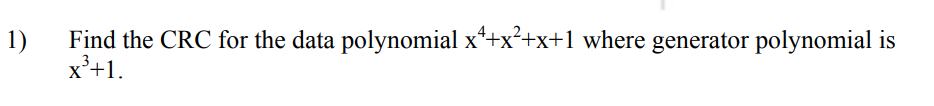 1) Find the CRC for the data polynomial x⁴+x²+x+1 where generator polynomial is
x³+1.